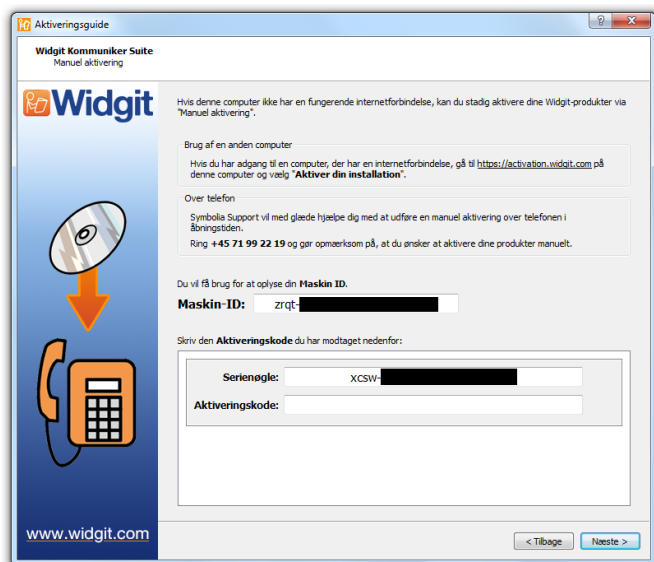 Aktiveringsguide
Widgit Kommuniker Suite
Manuel aktivering
Widgit
Hvis denne computer ikke har en fungerende internetforbindelse, kan du stadig aktivere dine Widgit-produkter via
"Manuel aktivering".
Brug af en anden computer
Hvis du har adgang til en computer, der har en internetforbindelse, gå til https://activation.widgit.com på
denne computer og vælg "Aktiver din installation".
Over telefon
Symbolia Support vil med glæde hjælpe dig med at udføre en manuel aktivering over telefonen i
åbningstiden.
Ring +45 71 99 22 19 og gør opmærksom på, at du ønsker at aktivere dine produkter manuelt.
Du vil få brug for at oplyse din Maskin ID.
Maskin-ID: zrqt-
Skriv den Aktiveringskode du har modtaget nedenfor:
Serienøgle: xcsw-
Aktiveringskode:
www.widgit.com
< Tilbage
Næste >